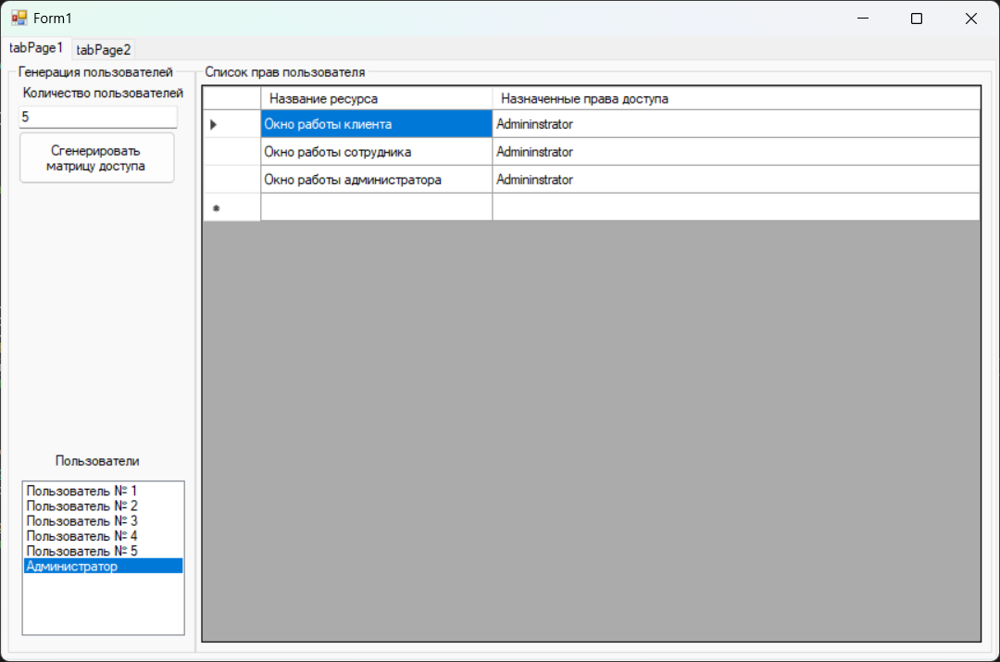 Form1
tabPage1 tabPage2
Генерация пользователей
Количество пользователей
5
Сгенерировать
матрицу доступа
Пользователи
Пользователь № 1
Пользователь № 2
Пользователь № 3
Пользователь № 4
Пользователь № 5
Администратор
Список прав пользователя
Название ресурса Назначенные права доступа
Окно работы клиента Admininstrator
Окно работы сотрудника Admininstrator
Окно работы администратора Admininstrator